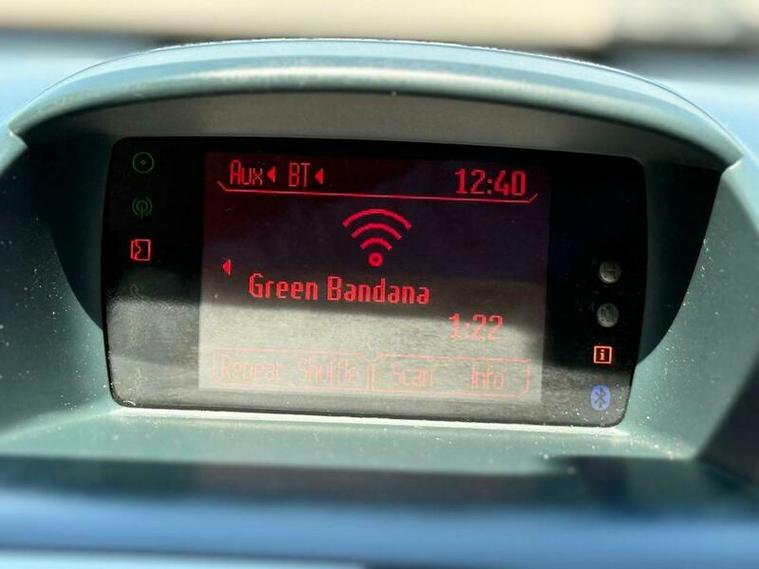 Aux BT 12:40
Green Bandana
1:22
Repeat Shuffle Scan Info